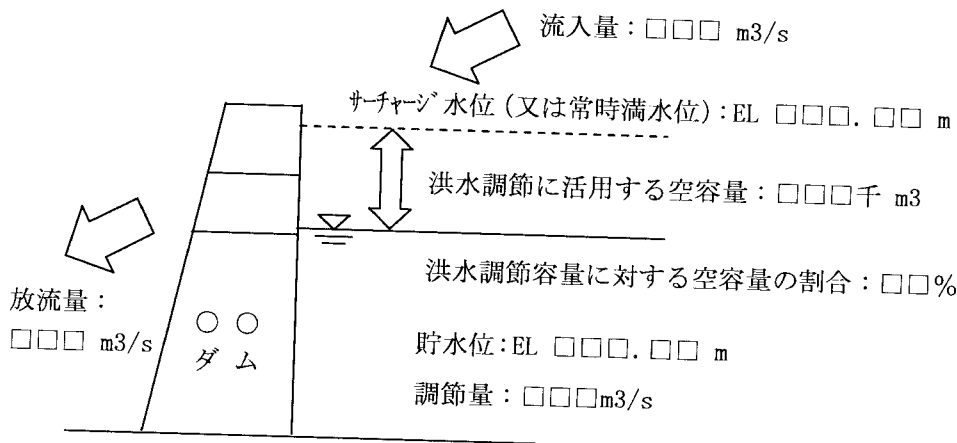 流入量：□□□ m3/s
サーチャージ水位(又は常時満水位)：EL □□□.□□ m
洪水調節に活用する空容量：□□□千 m3
洪水調節容量に対する空容量の割合：□□%
放流量：
□□□ m3/s
○○
ダム
貯水位：EL □□□.□□ m
調節量：□□□m3/s